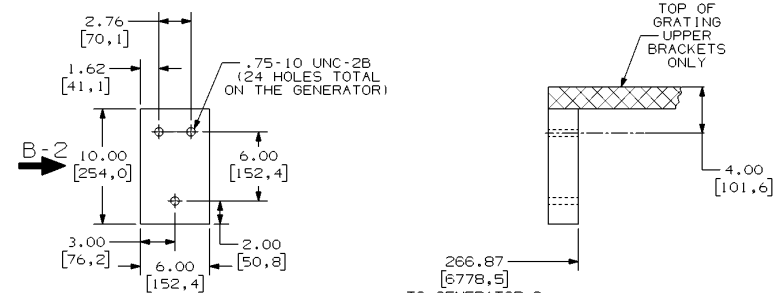 2.76
[70,1]
1.62
[41,1]
.75-10 UNC-2B
(24 HOLES TOTAL
ON THE GENERATOR)
B-2
10.00
[254,0]
6.00
[152,4]
3.00
[76,2]
6.00
[152,4]
2.00
[50,8]
TOP OF
GRATING
UPPER
BRACKETS
ONLY
4.00
[101,6]
266.87
[6778,5]
TO GENERATOR